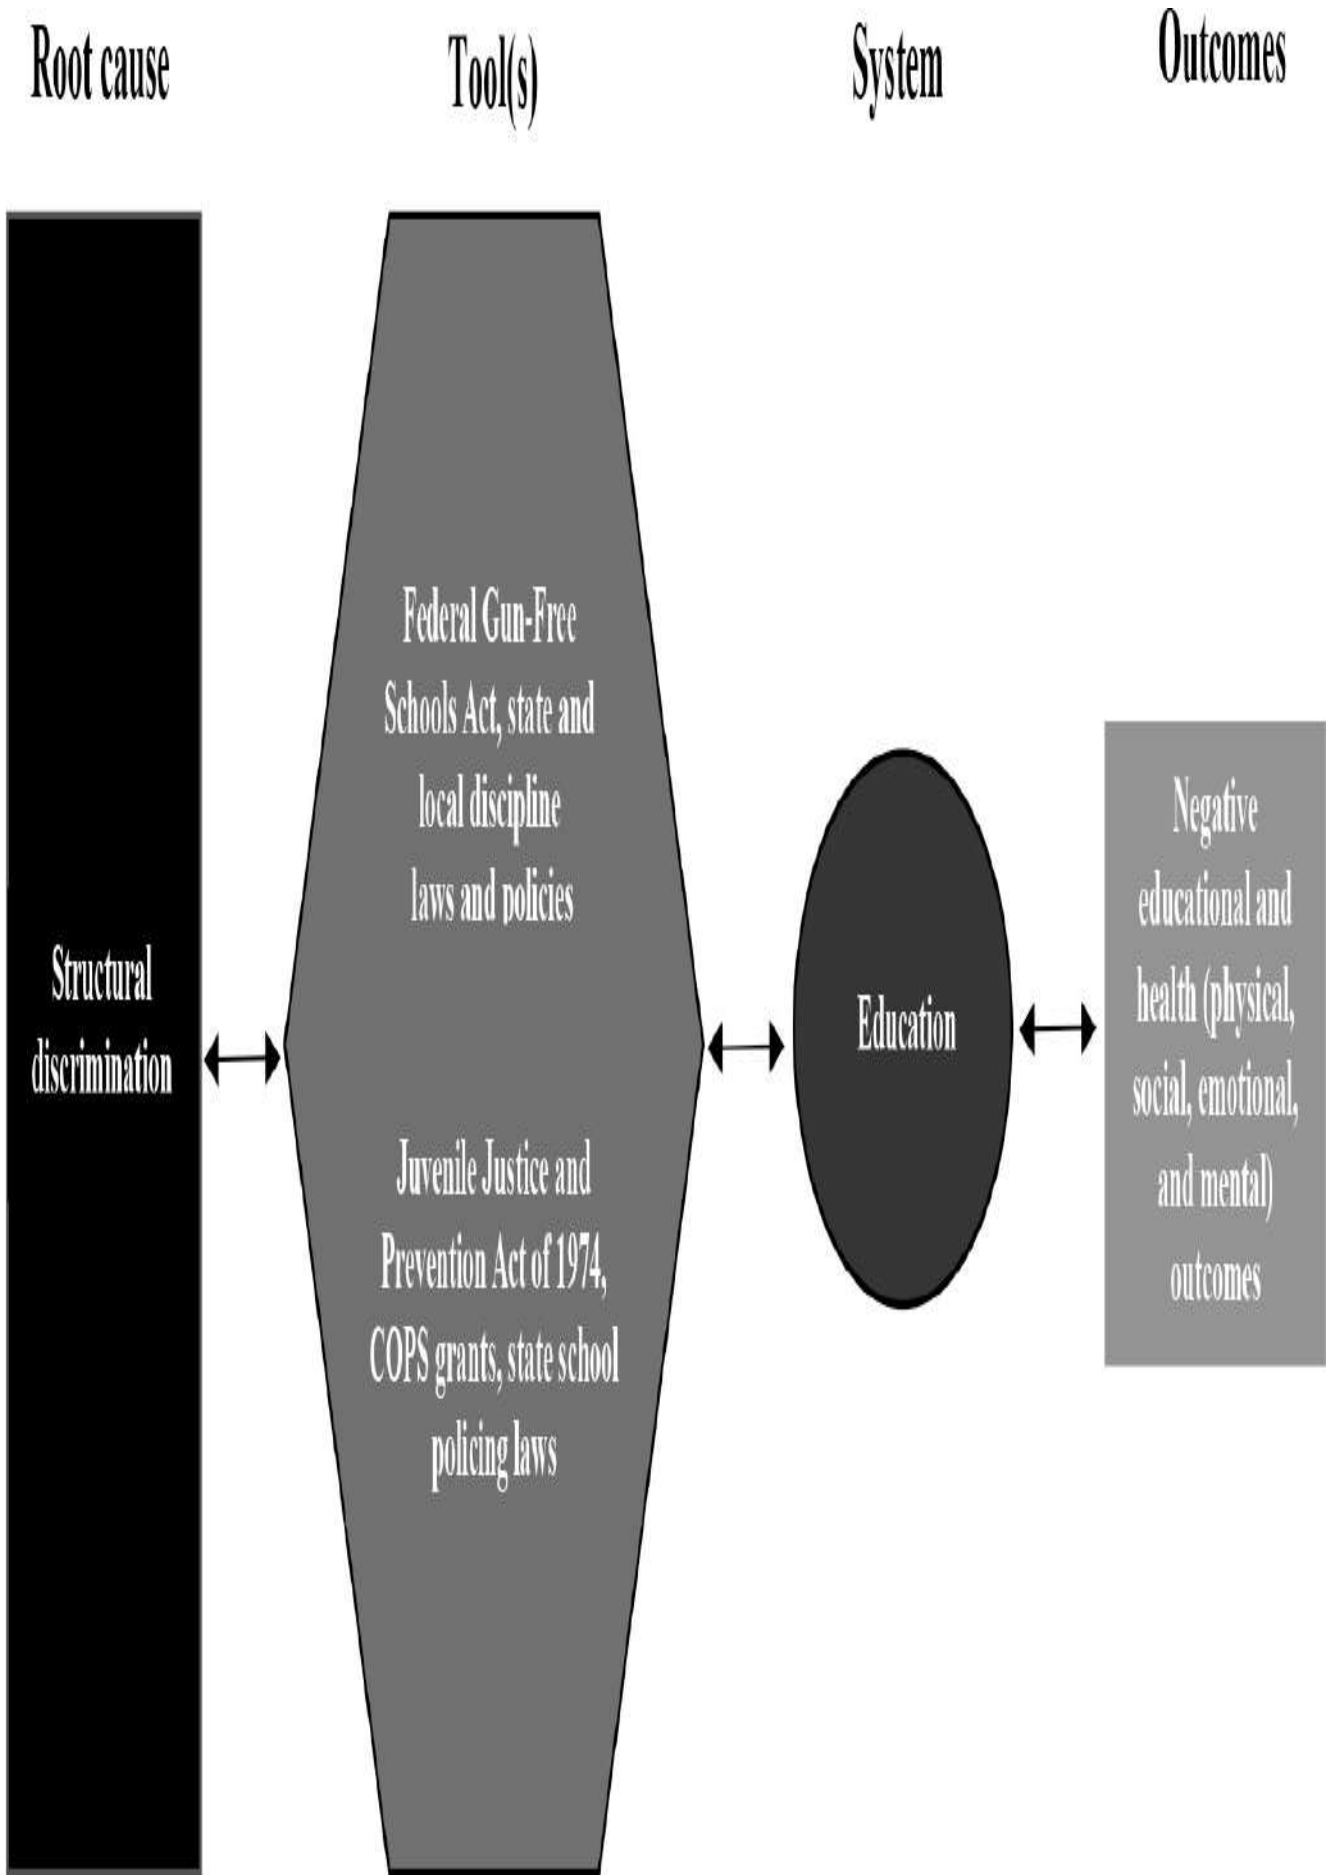 Root cause
Tool(s)
System
Outcomes
Structural
discrimination
Federal Gun-Free
Schools Act, state and
local discipline
laws and policies
Juvenile Justice and
Prevention Act of 1974,
COPS grants, state school
policing laws
Education
Negative
educational and
health (physical,
social, emotional,
and mental)
outcomes